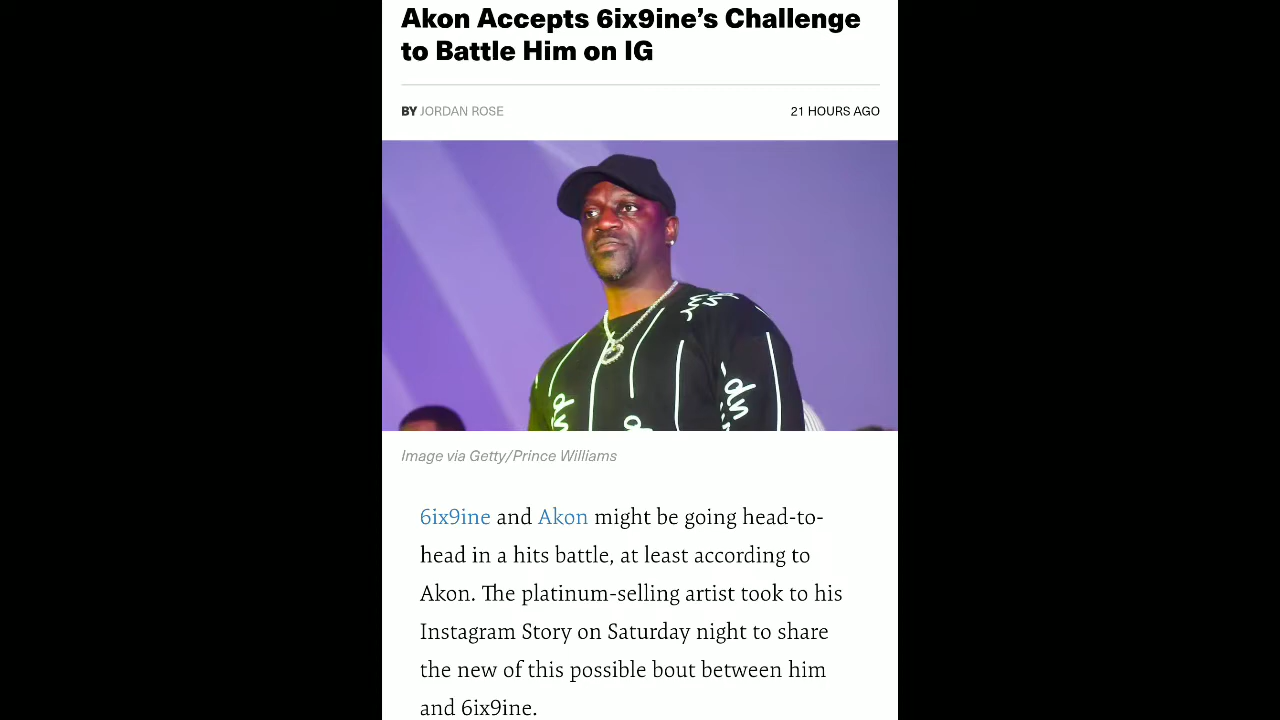 Akon Accepts 6ix9ine’s Challenge
to Battle Him on IG
BY JORDAN ROSE
21 HOURS AGO
Image via Getty/Prince Williams
6ix9ine and Akon might be going head-to-
head in a hits battle, at least according to
Akon. The platinum-selling artist took to his
Instagram Story on Saturday night to share
the new of this possible bout between him
and 6ix9ine.